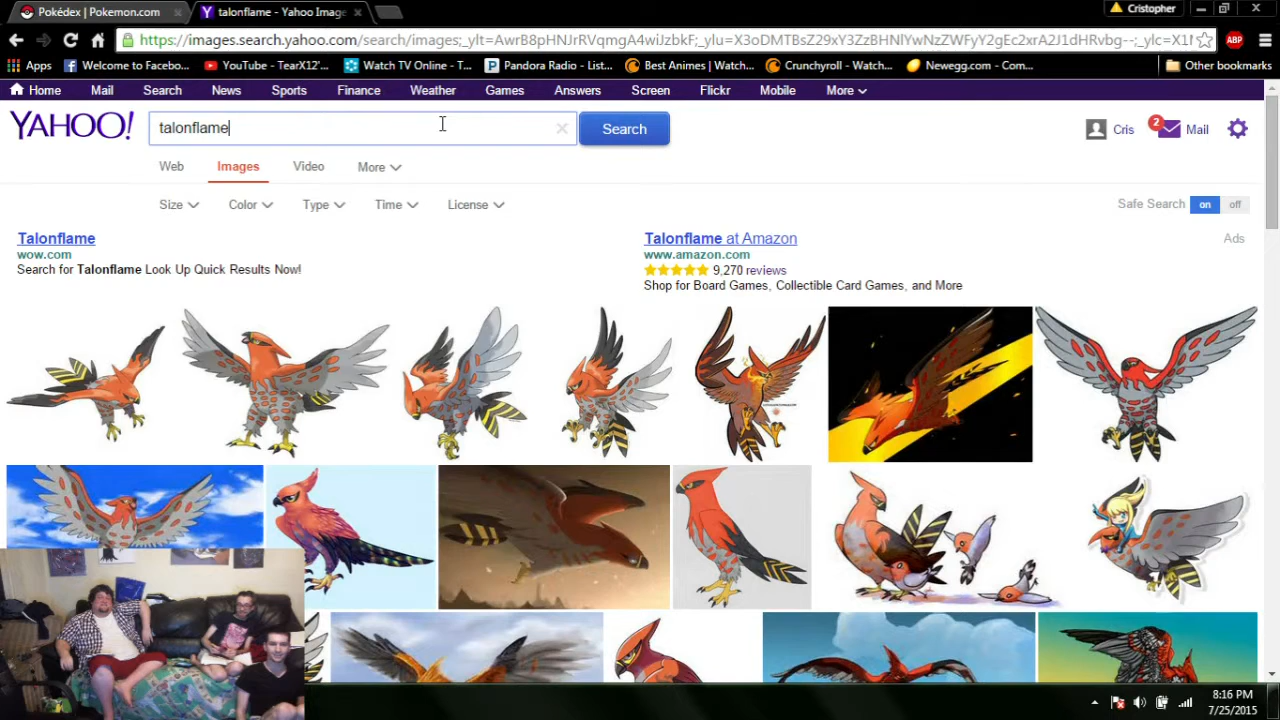 Pokédex | Pokemon.com
talonflame - Yahoo Image
Cristopher
https://images.search.yahoo.com/search/images;_ylt=AwrB8pHNJrRVqmgA4wiJzbkF;_ylu=X3oDMTBsZ29xY3ZzBHNlYwNzZWFyY2gEc2xrA2J1dHRvbg--;_ylc=X1M
ABP
Apps
Welcome to Facebo...
YouTube - TearX12'...
Watch TV Online - T...
Pandora Radio - List...
Best Animes | Watch...
Crunchyroll - Watch...
Newegg.com - Com...
Other bookmarks
Home Mail Search News Sports Finance Weather Games Answers Screen Flickr Mobile More
YAHOO!
talonflame
Search
Cris
2
Mail
Web Images Video More
Size Color Type Time License
Safe Search on off
Talonflame
wow.com
Search for Talonflame Look Up Quick Results Now!
Talonflame at Amazon
Ads
www.amazon.com
9,270 reviews
Shop for Board Games, Collectible Card Games, and More
8:16 PM
7/25/2015